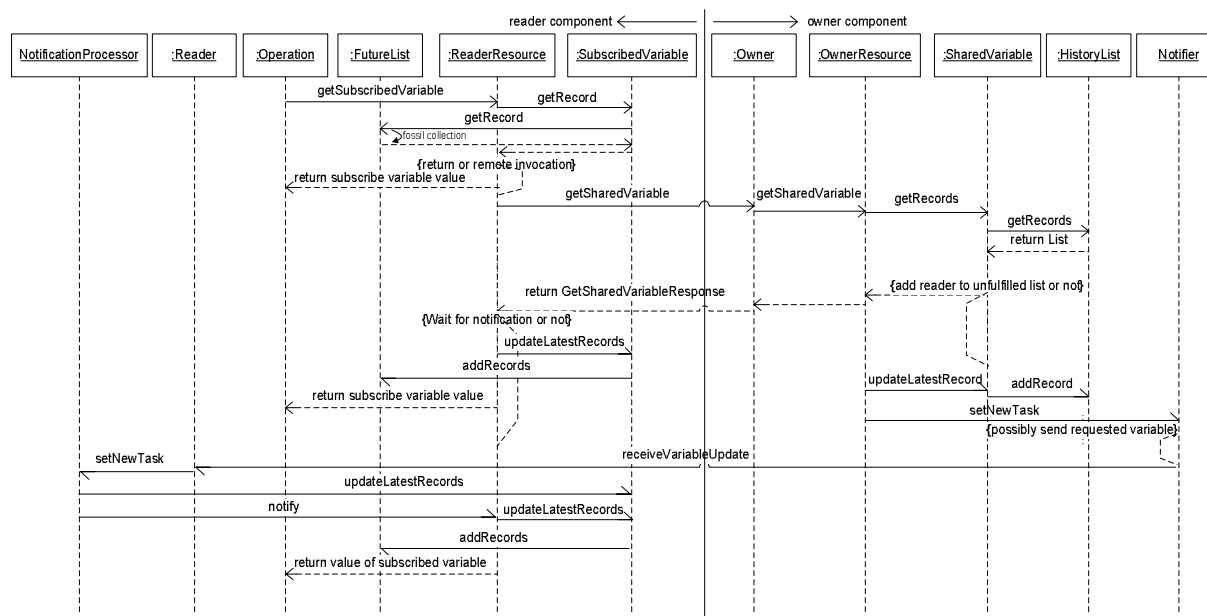 reader component
owner component
NotificationProcessor
:Reader
:Operation
:FutureList
:ReaderResource
:SubscribedVariable
:Owner
:OwnerResource
:SharedVariable
:HistoryList
Notifier
getSubscribedVariable
getRecord
getRecord
fossil collection
{return or remote invocation}
return subscribe variable value
getSharedVariable
getSharedVariable
getRecords
getRecords
return List
{add reader to unfulfilled list or not}
return GetSharedVariableResponse
{Wait for notification or not}
updateLatestRecords
addRecords
updateLatestRecord
addRecord
return subscribe variable value
setNewTask
{possibly send requested variable}
receiveVariableUpdate
setNewTask
updateLatestRecords
notify
updateLatestRecords
addRecords
return value of subscribed variable